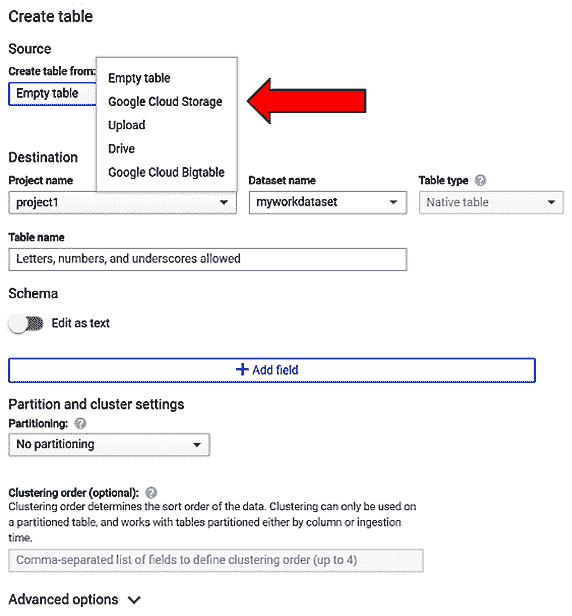 Create table
Source
Create table from:
Empty table
Empty table
Google Cloud Storage
Upload
Drive
Google Cloud Bigtable
Destination
Project name
project1
Dataset name
myworkdataset
Table type
Native table
Table name
Letters, numbers, and underscores allowed
Schema
Edit as text
+ Add field
Partition and cluster settings
Partitioning:
No partitioning
Clustering order (optional):
Clustering order determines the sort order of the data. Clustering can only be used
on a partitioned table, and works with tables partitioned either by column or ingestion
time.
Comma-separated list of fields to define clustering order (up to 4)
Advanced options